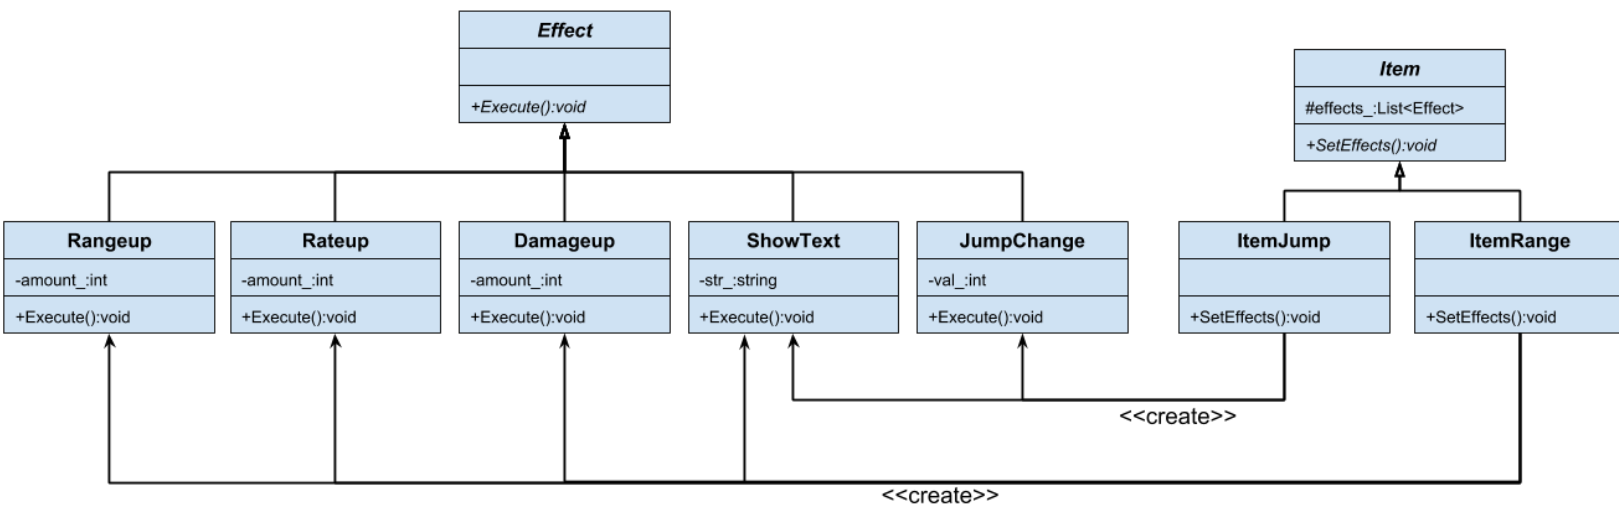 Effect
+Execute():void
Item
#effects_:List<Effect>
+SetEffects():void
Rangeup
-amount_:int
+Execute():void
Rateup
-amount_:int
+Execute():void
Damageup
-amount_:int
+Execute():void
ShowText
-str_:string
+Execute():void
JumpChange
-val_:int
+Execute():void
ItemJump
+SetEffects():void
ItemRange
+SetEffects():void
<<create>>
<<create>>